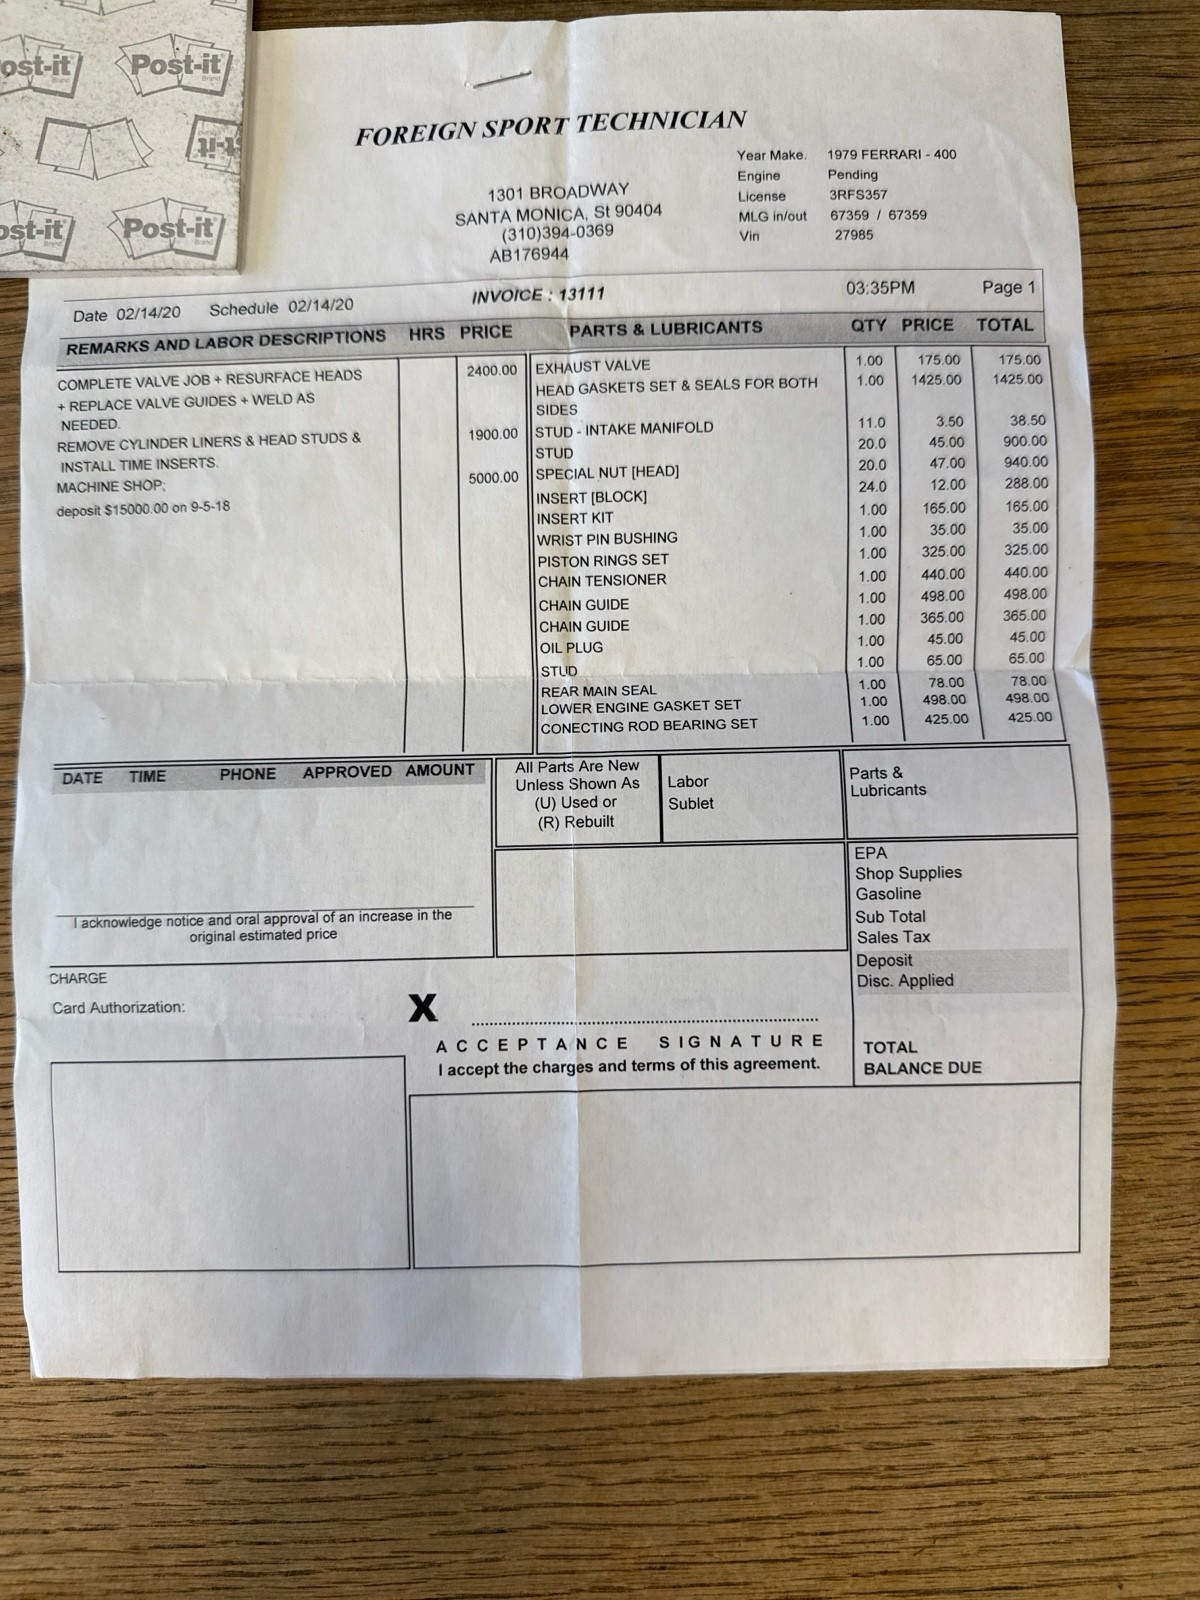 ost-it
Post-it
Brand
st-it
ost-it
Brand
Post-it
Brand
FOREIGN SPORT TECHNICIAN
1301 BROADWAY
SANTA MONICA, St 90404
(310)394-0369
AB176944
Year Make. 1979 FERRARI - 400
Engine Pending
License 3RFS357
MLG in/out 67359 / 67359
Vin 27985
Date 02/14/20 Schedule 02/14/20 INVOICE : 13111 03:35PM Page 1
REMARKS AND LABOR DESCRIPTIONS HRS PRICE PARTS & LUBRICANTS QTY PRICE TOTAL
COMPLETE VALVE JOB + RESURFACE HEADS 2400.00
+ REPLACE VALVE GUIDES + WELD AS
NEEDED.
REMOVE CYLINDER LINERS & HEAD STUDS & 1900.00
INSTALL TIME INSERTS.
MACHINE SHOP; 5000.00
deposit $15000.00 on 9-5-18
EXHAUST VALVE 1.00 175.00 175.00
HEAD GASKETS SET & SEALS FOR BOTH 1.00 1425.00 1425.00
SIDES
STUD - INTAKE MANIFOLD 11.0 3.50 38.50
STUD 20.0 45.00 900.00
SPECIAL NUT [HEAD] 20.0 47.00 940.00
INSERT [BLOCK] 24.0 12.00 288.00
INSERT KIT 1.00 165.00 165.00
WRIST PIN BUSHING 1.00 35.00 35.00
PISTON RINGS SET 1.00 325.00 325.00
CHAIN TENSIONER 1.00 440.00 440.00
CHAIN GUIDE 1.00 498.00 498.00
CHAIN GUIDE 1.00 365.00 365.00
OIL PLUG 1.00 45.00 45.00
STUD 1.00 65.00 65.00
REAR MAIN SEAL 1.00 78.00 78.00
LOWER ENGINE GASKET SET 1.00 498.00 498.00
CONECTING ROD BEARING SET 1.00 425.00 425.00
DATE TIME PHONE APPROVED AMOUNT
I acknowledge notice and oral approval of an increase in the
original estimated price
All Parts Are New
Unless Shown As
(U) Used or
(R) Rebuilt
Labor
Sublet
Parts &
Lubricants
EPA
Shop Supplies
Gasoline
Sub Total
Sales Tax
Deposit
Disc. Applied
TOTAL
BALANCE DUE
CHARGE
Card Authorization:
X
ACCEPTANCE SIGNATURE
I accept the charges and terms of this agreement.